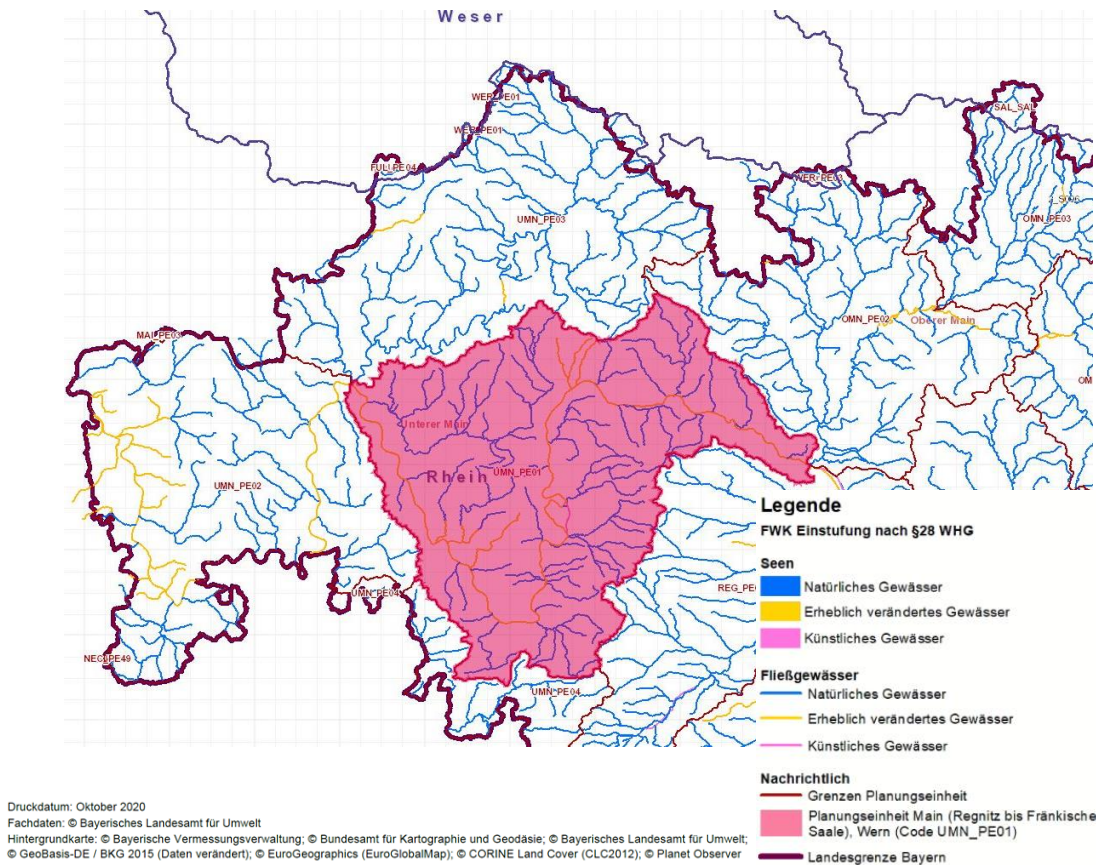 Weser
WER_PE01
SAL_SAL
WER_PE01
FUL_PE04
WER_PE03
UMN_PE03
OMN_PE03
OMN_PE02
Oberer Main
MAI_PE03
OM
Unterer Main
Rhein
UMN_PE01
UMN_PE02
UMN_PE04
NEC_PE49
UMN_PE04
Legende
FWK Einstufung nach §28 WHG
Seen
Natürliches Gewässer
Erheblich verändertes Gewässer
Künstliches Gewässer
Fließgewässer
Natürliches Gewässer
Erheblich verändertes Gewässer
Künstliches Gewässer
Nachrichtlich
Grenzen Planungseinheit
Planungseinheit Main (Regnitz bis Fränkische
Saale), Wern (Code UMN_PE01)
Landesgrenze Bayern
Druckdatum: Oktober 2020
Fachdaten: © Bayerisches Landesamt für Umwelt
Hintergrundkarte: © Bayerische Vermessungsverwaltung; © Bundesamt für Kartographie und Geodäsie; © Bayerisches Landesamt für Umwelt;
© GeoBasis-DE / BKG 2015 (Daten verändert); © EuroGeographics (EuroGlobalMap); © CORINE Land Cover (CLC2012); © Planet Observer